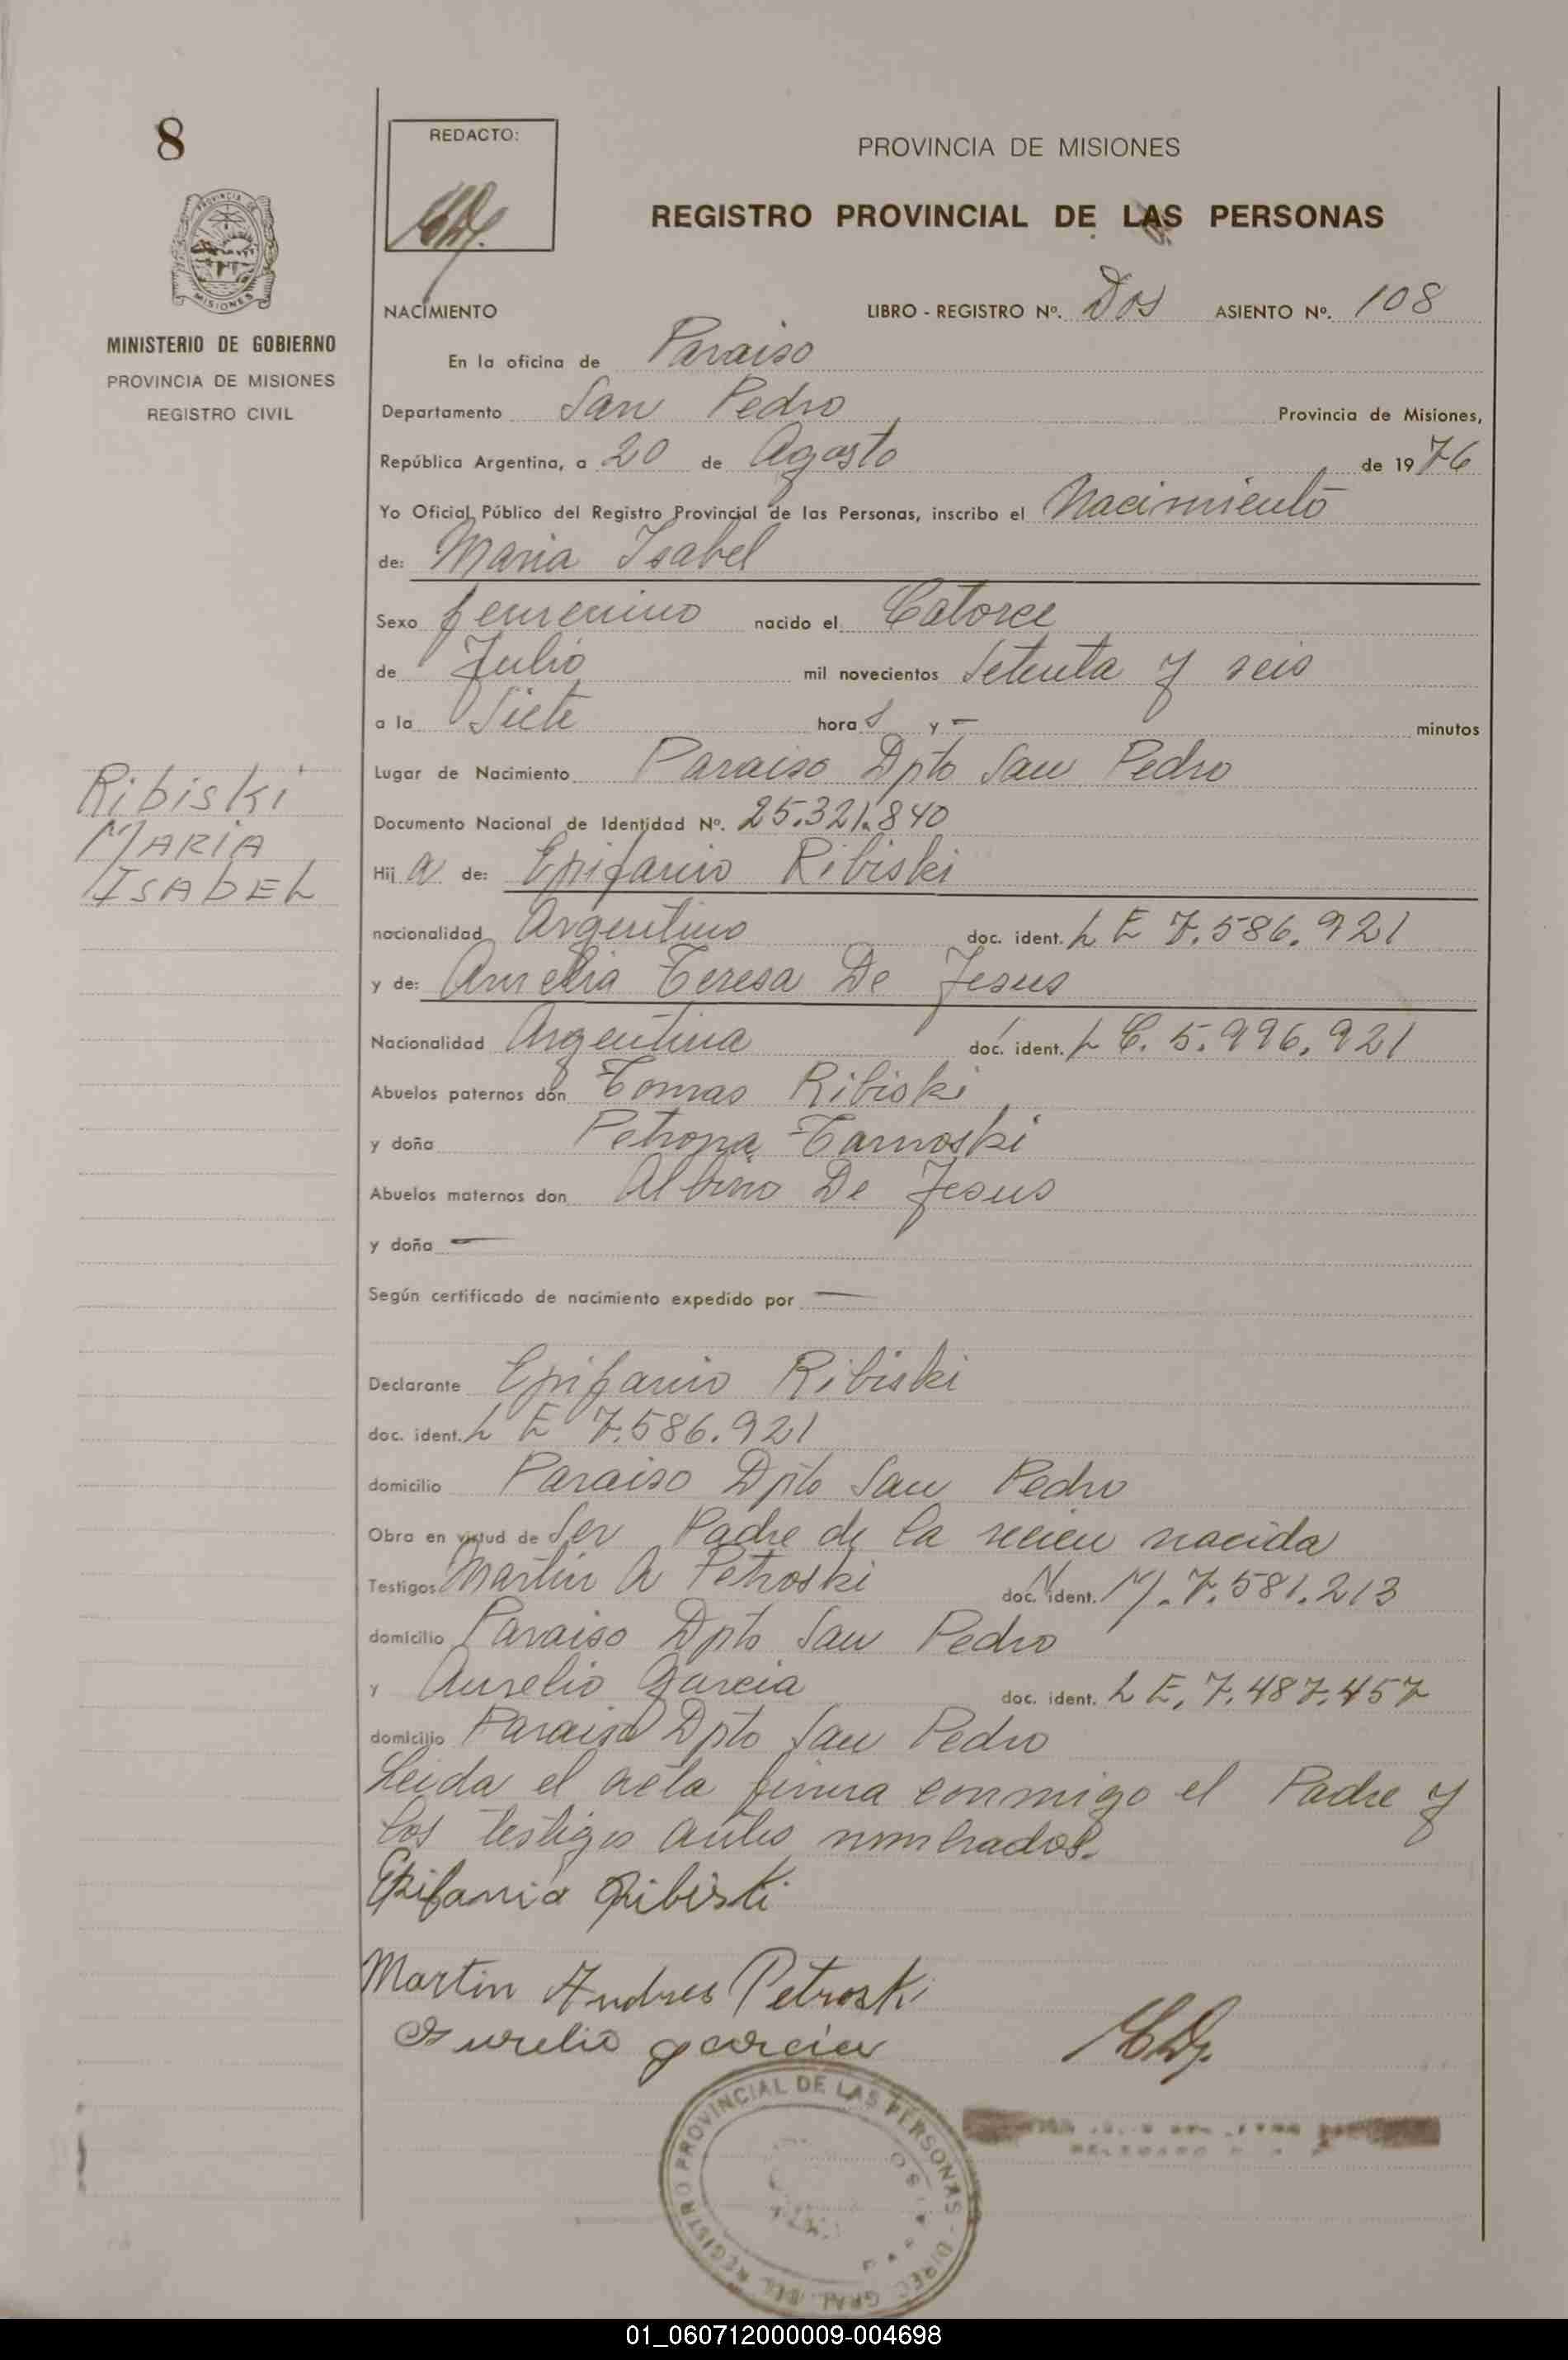 8
REDACTO:
PROVINCIA DE MISIONES
REGISTRO PROVINCIAL DE LAS PERSONAS
PROVINCIA DE MISIONES
MINISTERIO DE GOBIERNO
PROVINCIA DE MISIONES
REGISTRO CIVIL
NACIMIENTO LIBRO - REGISTRO Nº. Dos ASIENTO Nº. 108
En la oficina de Paraiso
Departamento San Pedro Provincia de Misiones,
República Argentina, a 20 de Agosto de 1976
Yo Oficial Público del Registro Provincial de las Personas, inscribo el Nacimiento
de: Maria Isabel
Sexo femenino nacido el Catorce
de Julio mil novecientos Setenta y seis
a la Siete horas y — minutos
Lugar de Nacimiento Paraiso Dpto San Pedro
Documento Nacional de Identidad Nº. 25.321.840
Ribiski
MARIA
ISABEL
Hija de: Epifanio Ribiski
nacionalidad Argentino doc. ident. L E 7.586.921
y de: Aurelia Teresa De Jesus
Nacionalidad Argentina doc. ident. L C. 5.996.921
Abuelos paternos don Tomas Ribiski
y doña Petrona Tarnoski
Abuelos maternos don Albino De Jesus
y doña —
Según certificado de nacimiento expedido por —
Declarante Epifanio Ribiski
doc. ident. L E 7.586.921
domicilio Paraiso Dpto San Pedro
Obra en virtud de Ser Padre de la recien nacida
Testigos Martin A Petroski doc. ident. M. 7.581.213
domicilio Paraiso Dpto San Pedro
y Aurelio Garcia doc. ident. L E. 7.487.457
domicilio Paraiso Dpto San Pedro
Leida el acta firma conmigo el Padre y
los testigos antes nombrados.
Epifanio Ribiski
Martin Andres Petroski
Aurelio garcia
REGISTRO PROVINCIAL DE LAS PERSONAS - DIREC. GRAL. DEL
01_060712000009-004698